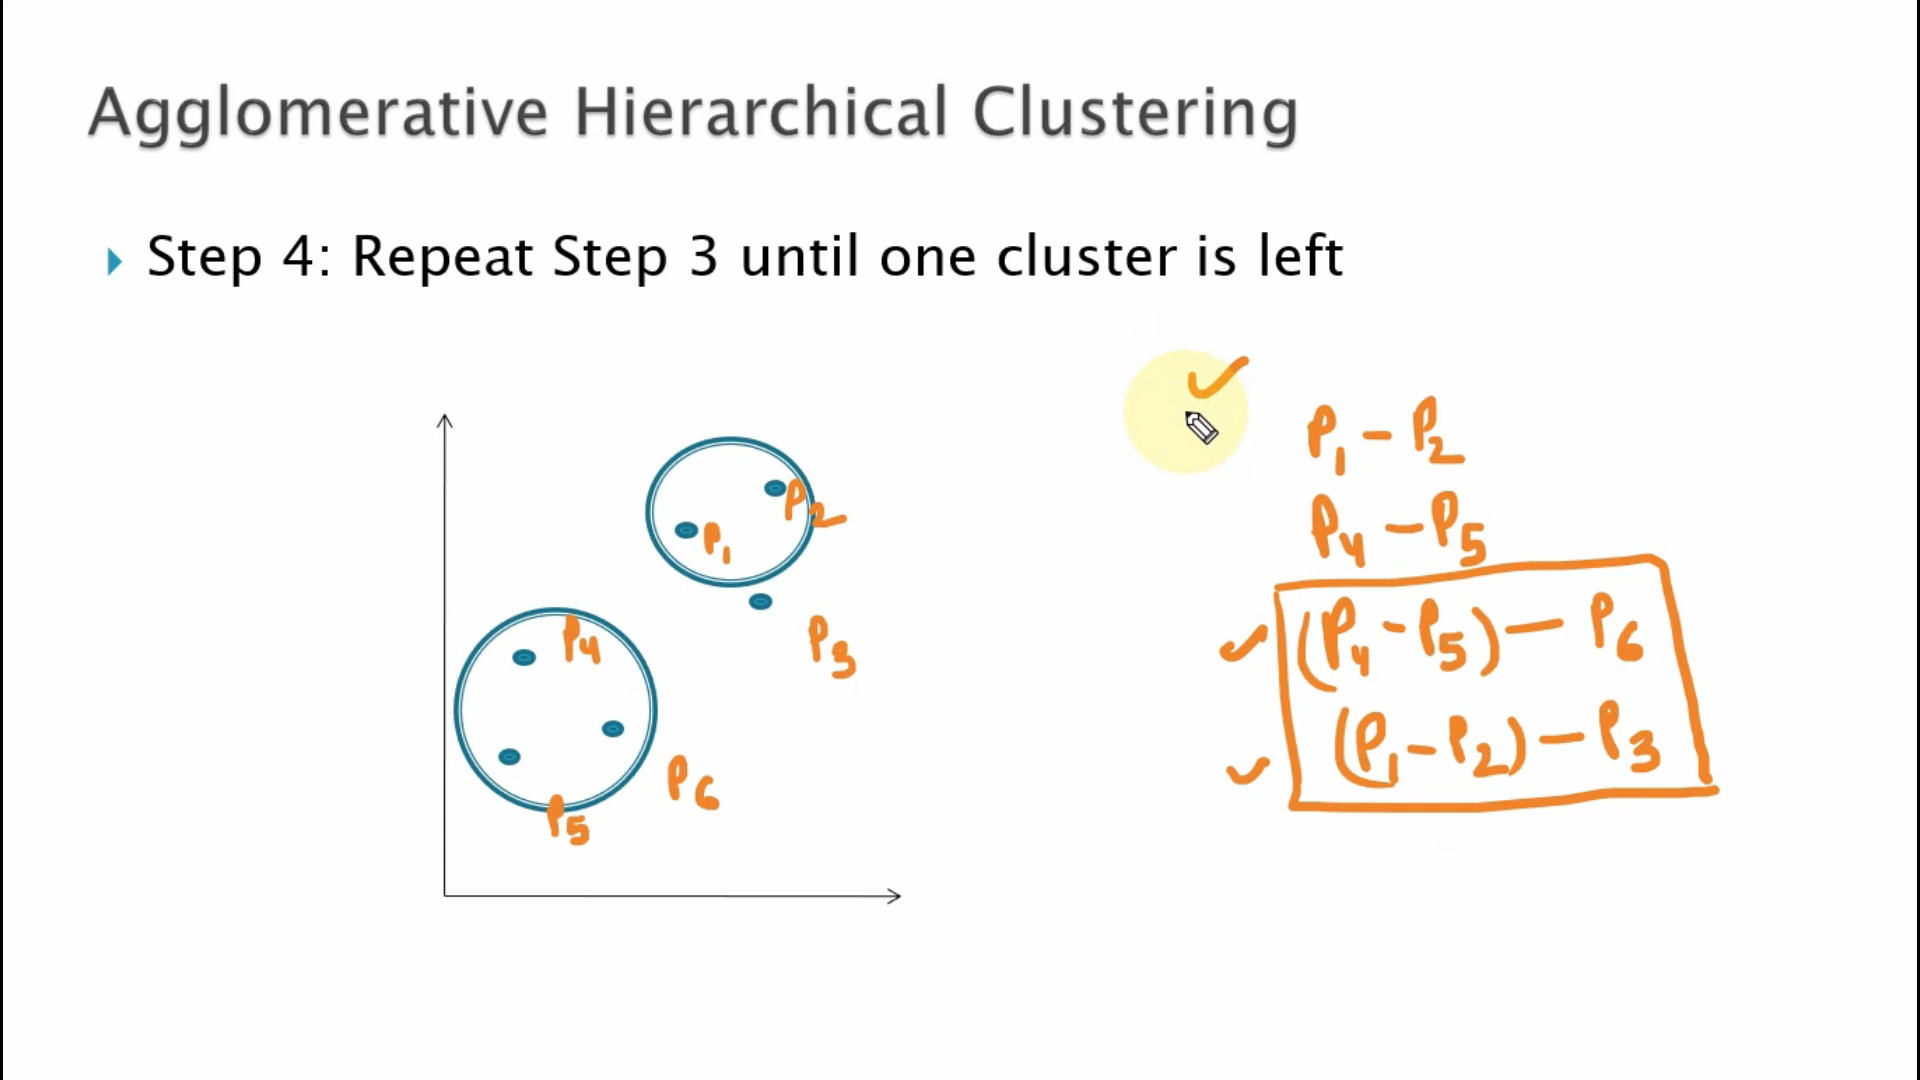 Agglomerative Hierarchical Clustering
Step 4: Repeat Step 3 until one cluster is left
P1 - P2
P4 - P5
(P4 - P5) - P6
(P1 - P2) - P3
P2
P1
P3
P4
P6
P5